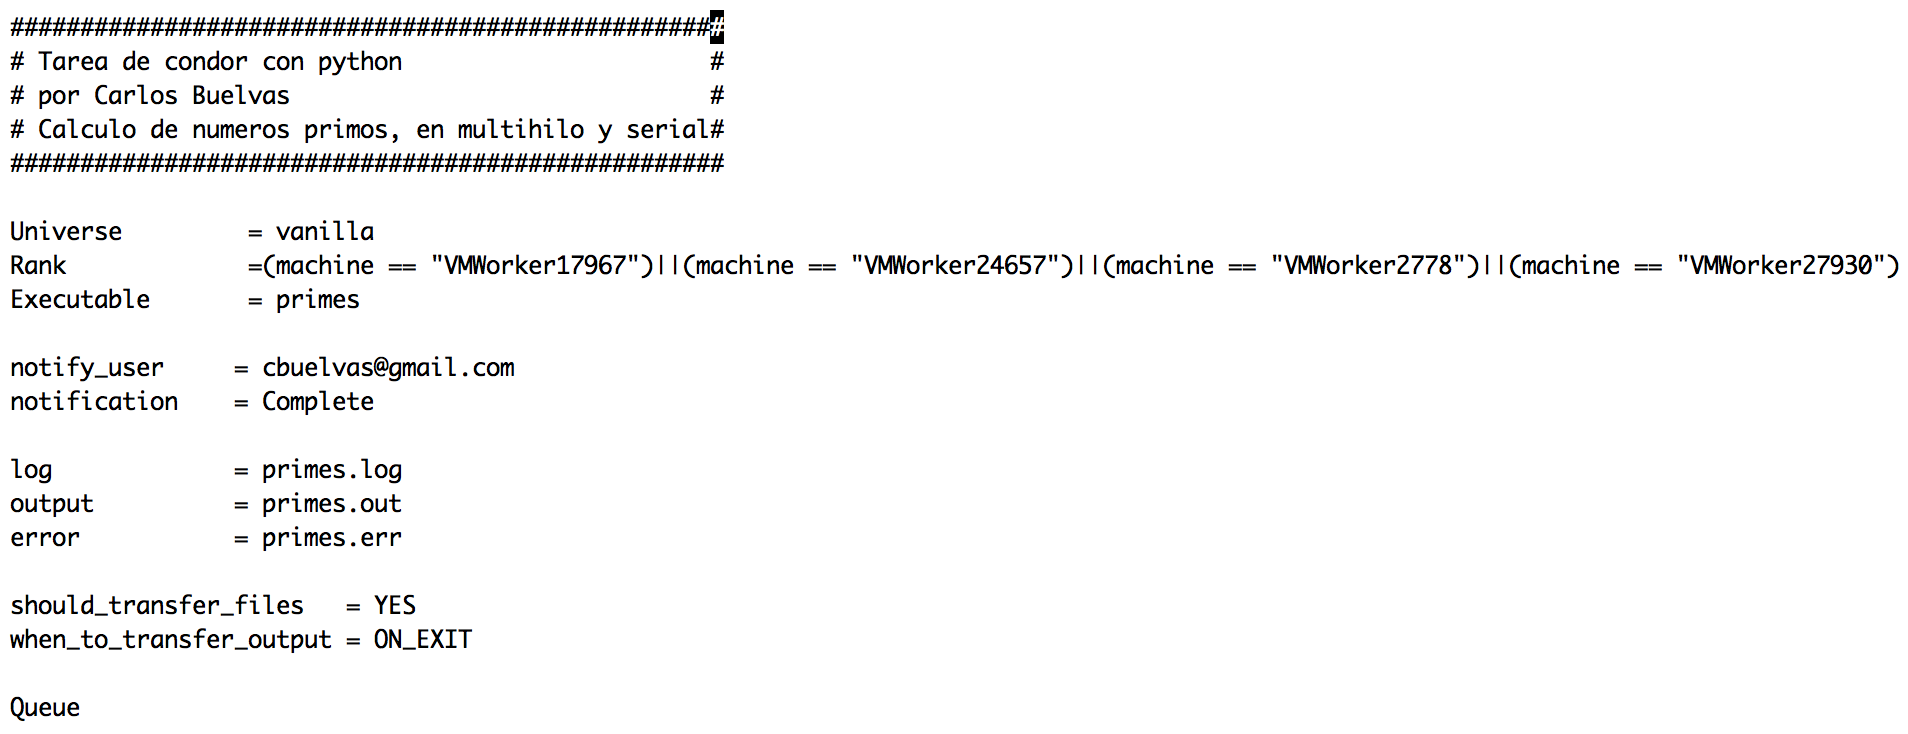 ###################################################
# Tarea de condor con python                      #
# por Carlos Buelvas                              #
# Calculo de numeros primos, en multihilo y serial#
###################################################

Universe         = vanilla
Rank             =(machine == "VMWorker17967")||(machine == "VMWorker24657")||(machine == "VMWorker2778")||(machine == "VMWorker27930")
Executable       = primes

notify_user     = cbuelvas@gmail.com
notification    = Complete

log             = primes.log
output          = primes.out
error           = primes.err

should_transfer_files   = YES
when_to_transfer_output = ON_EXIT

Queue